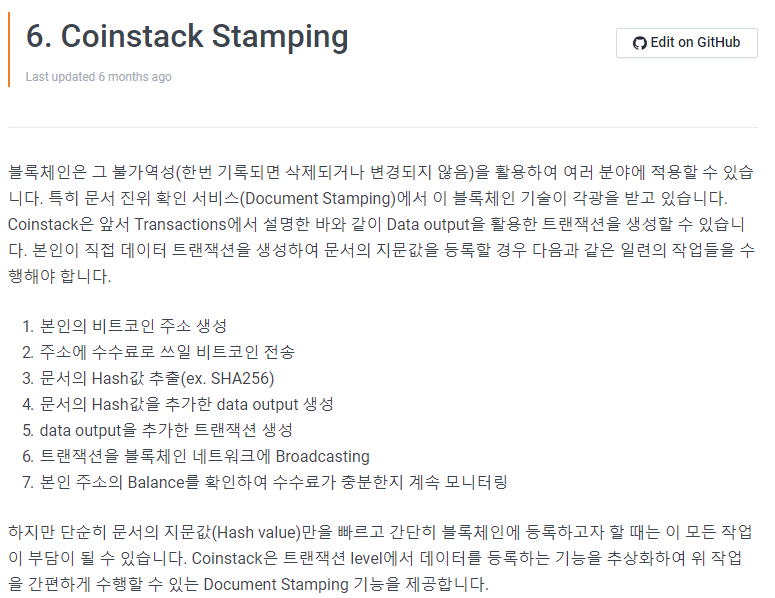 6. Coinstack Stamping
Edit on GitHub
Last updated 6 months ago
블록체인은 그 불가역성(한번 기록되면 삭제되거나 변경되지 않음)을 활용하여 여러 분야에 적용할 수 있습
니다. 특히 문서 진위 확인 서비스(Document Stamping)에서 이 블록체인 기술이 각광을 받고 있습니다.
Coinstack은 앞서 Transactions에서 설명한 바와 같이 Data output을 활용한 트랜잭션을 생성할 수 있습니
다. 본인이 직접 데이터 트랜잭션을 생성하여 문서의 지문값을 등록할 경우 다음과 같은 일련의 작업들을 수
행해야 합니다.
1. 본인의 비트코인 주소 생성
2. 주소에 수수료로 쓰일 비트코인 전송
3. 문서의 Hash값 추출(ex. SHA256)
4. 문서의 Hash값을 추가한 data output 생성
5. data output을 추가한 트랜잭션 생성
6. 트랜잭션을 블록체인 네트워크에 Broadcasting
7. 본인 주소의 Balance를 확인하여 수수료가 충분한지 계속 모니터링
하지만 단순히 문서의 지문값(Hash value)만을 빠르고 간단히 블록체인에 등록하고자 할 때는 이 모든 작업
이 부담이 될 수 있습니다. Coinstack은 트랜잭션 level에서 데이터를 등록하는 기능을 추상화하여 위 작업
을 간편하게 수행할 수 있는 Document Stamping 기능을 제공합니다.